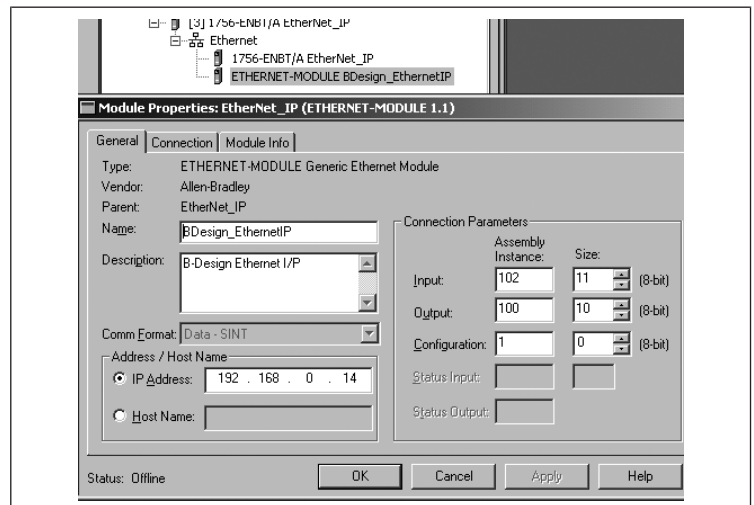 [3] 1756-ENBT/A EtherNet_IP
Ethernet
1756-ENBT/A EtherNet_IP
ETHERNET-MODULE BDesign_EthernetIP
Module Properties: EtherNet_IP (ETHERNET-MODULE 1.1)
General Connection Module Info
Type: ETHERNET-MODULE Generic Ethernet Module
Vendor: Allen-Bradley
Parent: EtherNet_IP
Name: BDesign_EthernetIP
Description: B-Design Ethernet I/P
Comm Format: Data - SINT
Address / Host Name
IP Address: 192 . 168 . 0 . 14
Host Name:
Connection Parameters
Assembly
Instance: Size:
Input: 102 11 (8-bit)
Output: 100 10 (8-bit)
Configuration: 1 0 (8-bit)
Status Input:
Status Output:
Status: Offline
OK Cancel Apply Help